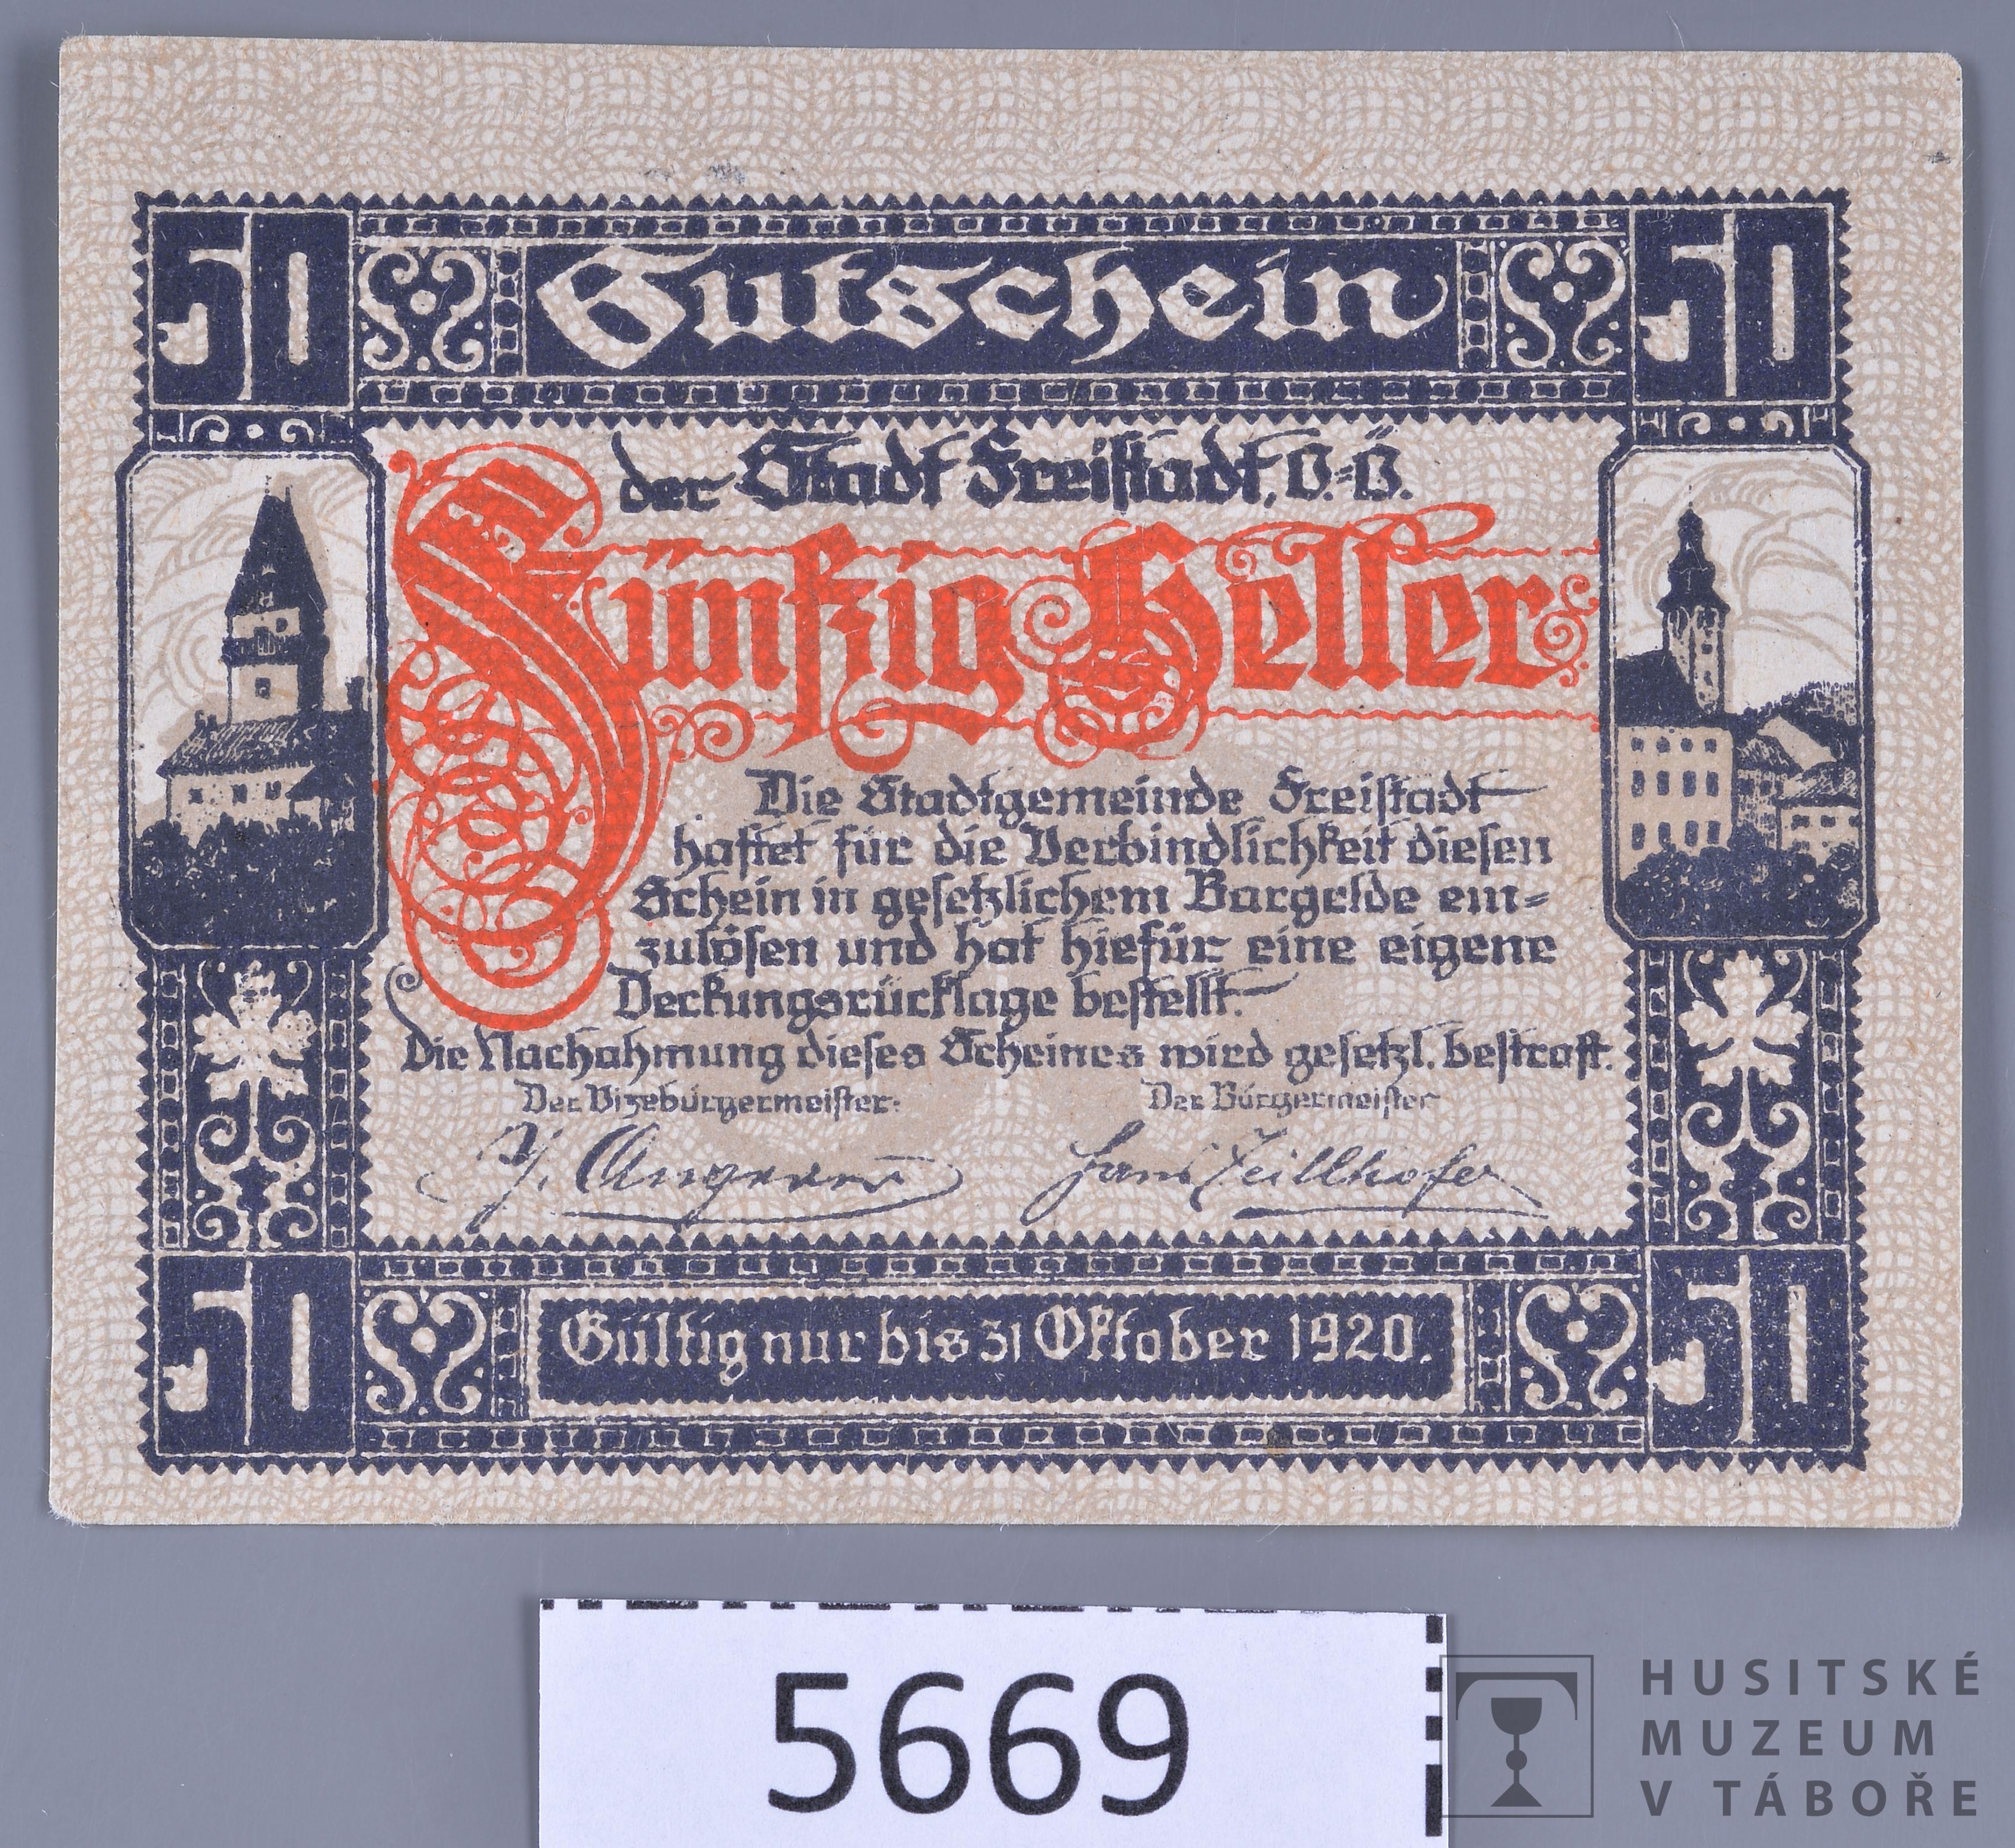 50 Gutschein 50
der Stadt Freistadt, O.-Ö.
Fünfzig Heller
Die Stadtgemeinde Freistadt
haftet für die Verbindlichkeit diesen
Schein in gesetzlichem Bargelde ein=
zulösen und hat hiefür eine eigene
Deckungsrücklage bestellt.
Die Nachahmung dieses Scheines wird gesetzl. bestraft.
Der Vizebürgermeister: Der Bürgermeister
Hans
50 Gültig nur bis 31 Oktober 1920. 50
5669
HUSITSKÉ
MUZEUM
V TÁBOŘE